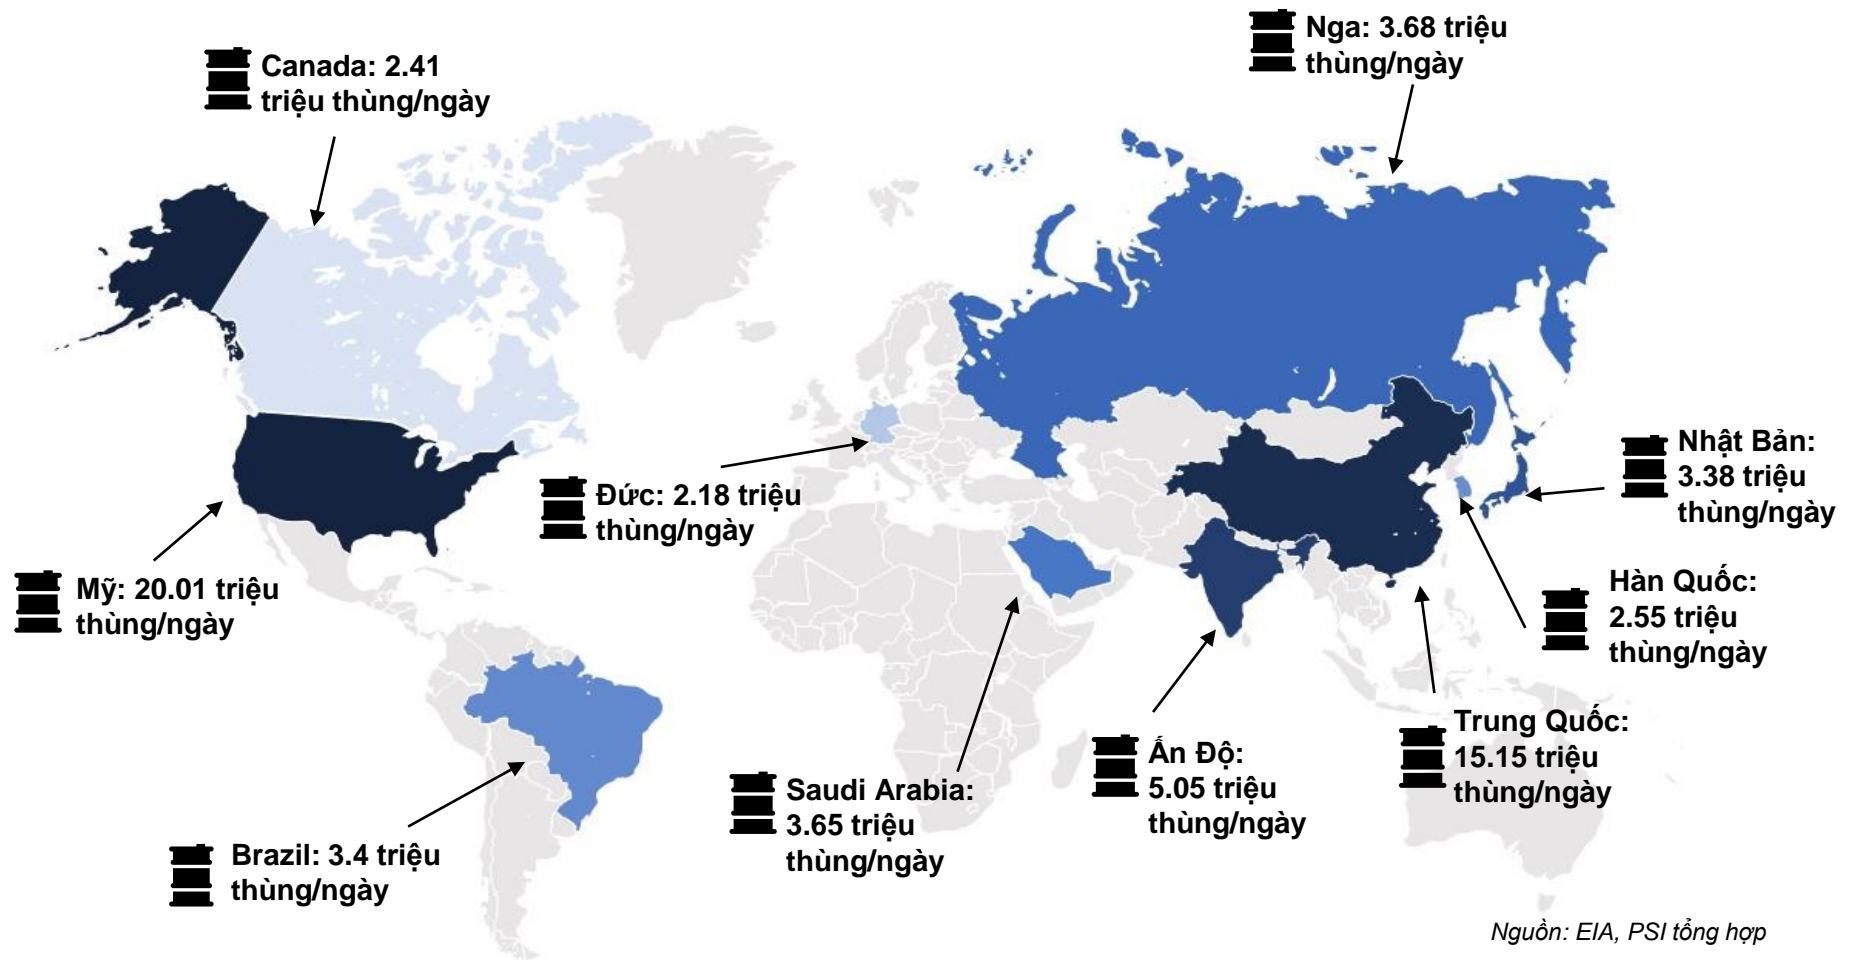 Nga: 3.68 triệu
thùng/ngày
Canada: 2.41
triệu thùng/ngày
Nhật Bản:
3.38 triệu
thùng/ngày
Đức: 2.18 triệu
thùng/ngày
Mỹ: 20.01 triệu
thùng/ngày
Hàn Quốc:
2.55 triệu
thùng/ngày
Trung Quốc:
15.15 triệu
thùng/ngày
Ấn Độ:
5.05 triệu
thùng/ngày
Saudi Arabia:
3.65 triệu
thùng/ngày
Brazil: 3.4 triệu
thùng/ngày
Nguồn: EIA, PSI tổng hợp